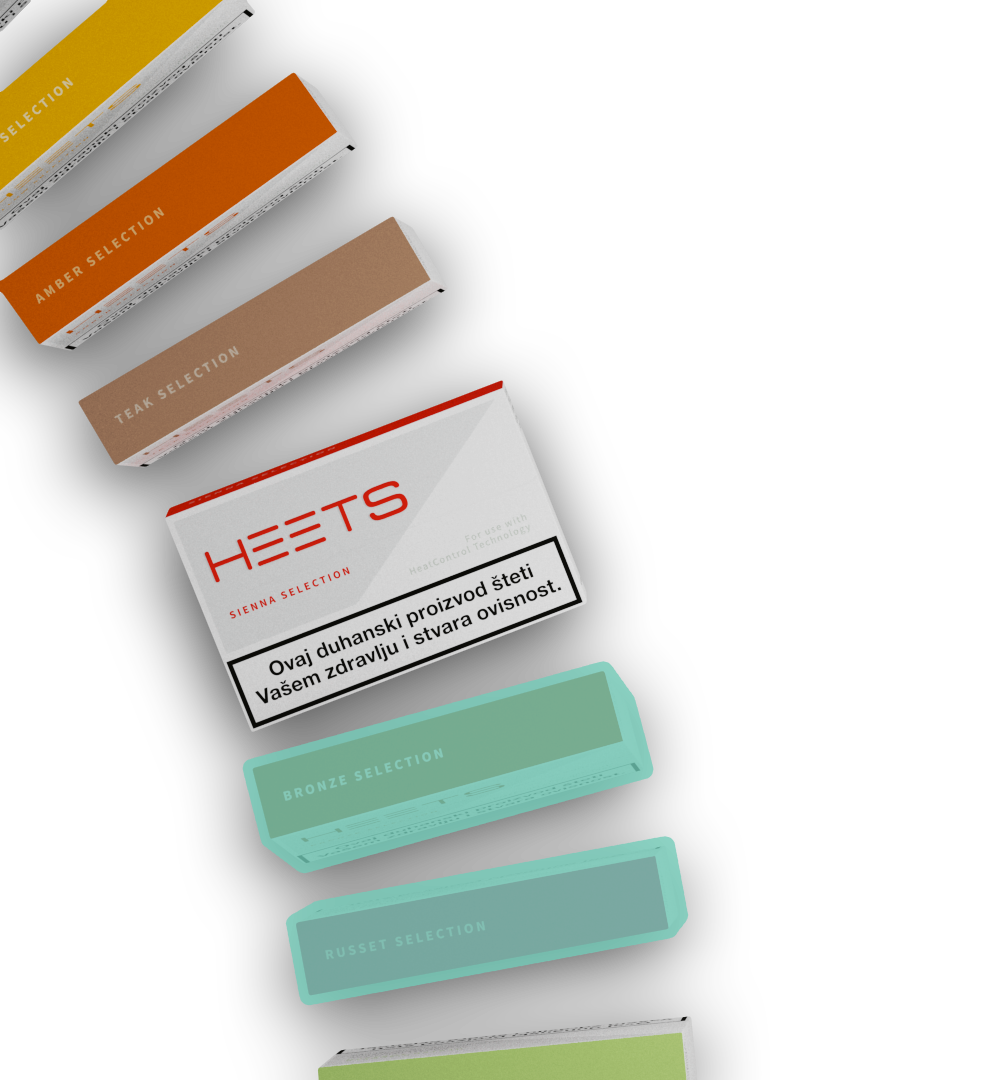 SELECTION
AMBER SELECTION
TEAK SELECTION
HEETS
SIENNA SELECTION
For use with
HeatControl Technology
Ovaj duhanski proizvod šteti
Vašem zdravlju i stvara ovisnost.
BRONZE SELECTION
RUSSET SELECTION